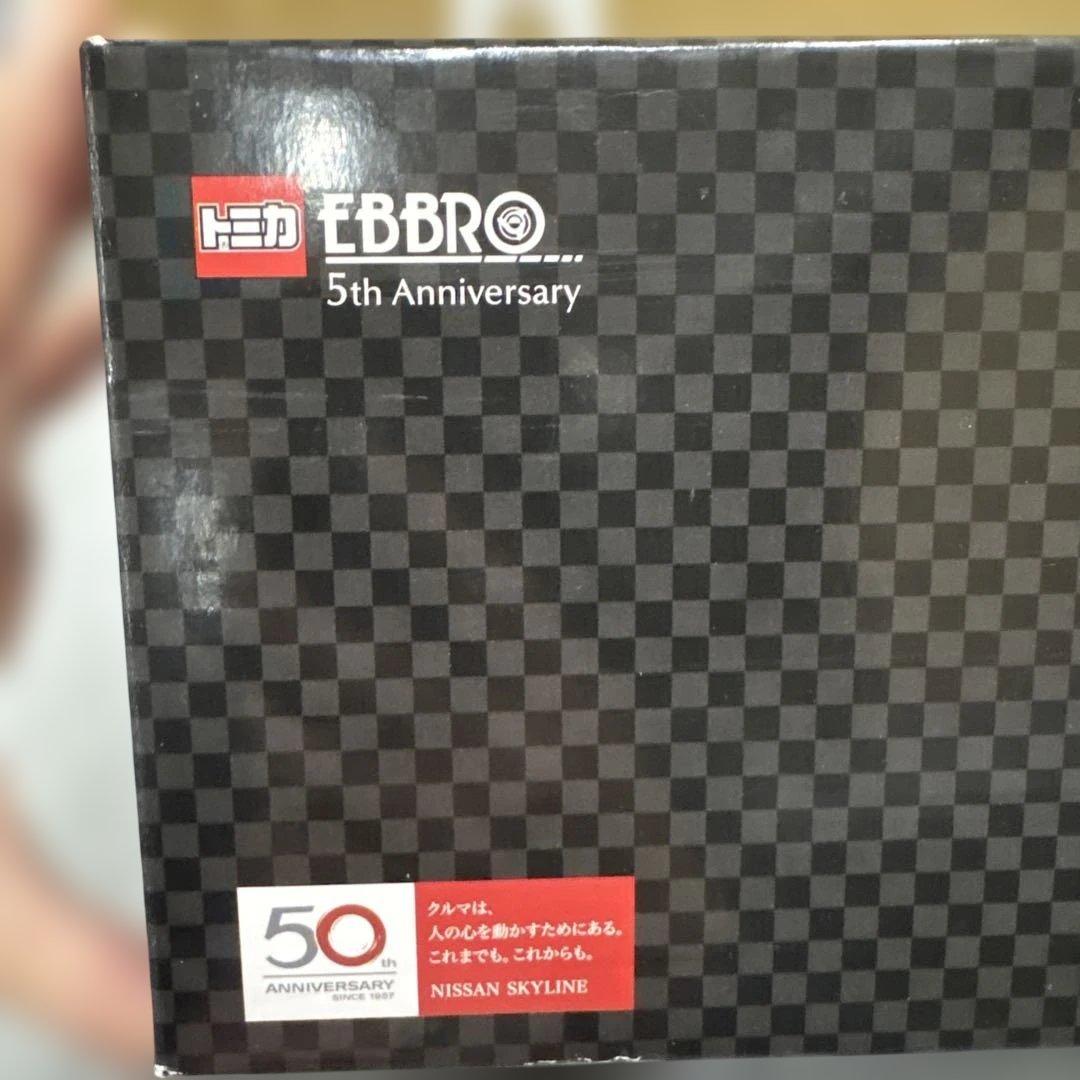 トミカ
EBBRO
5th Anniversary
50th
ANNIVERSARY
SINCE 1957
クルマは、
人の心を動かすためにある。
これまでも。これからも。
NISSAN SKYLINE